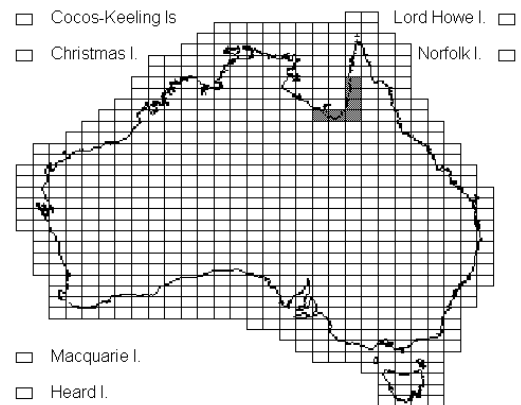 Cocos-Keeling Is
Lord Howe I.
Christmas I.
Norfolk I.
Macquarie I.
Heard I.